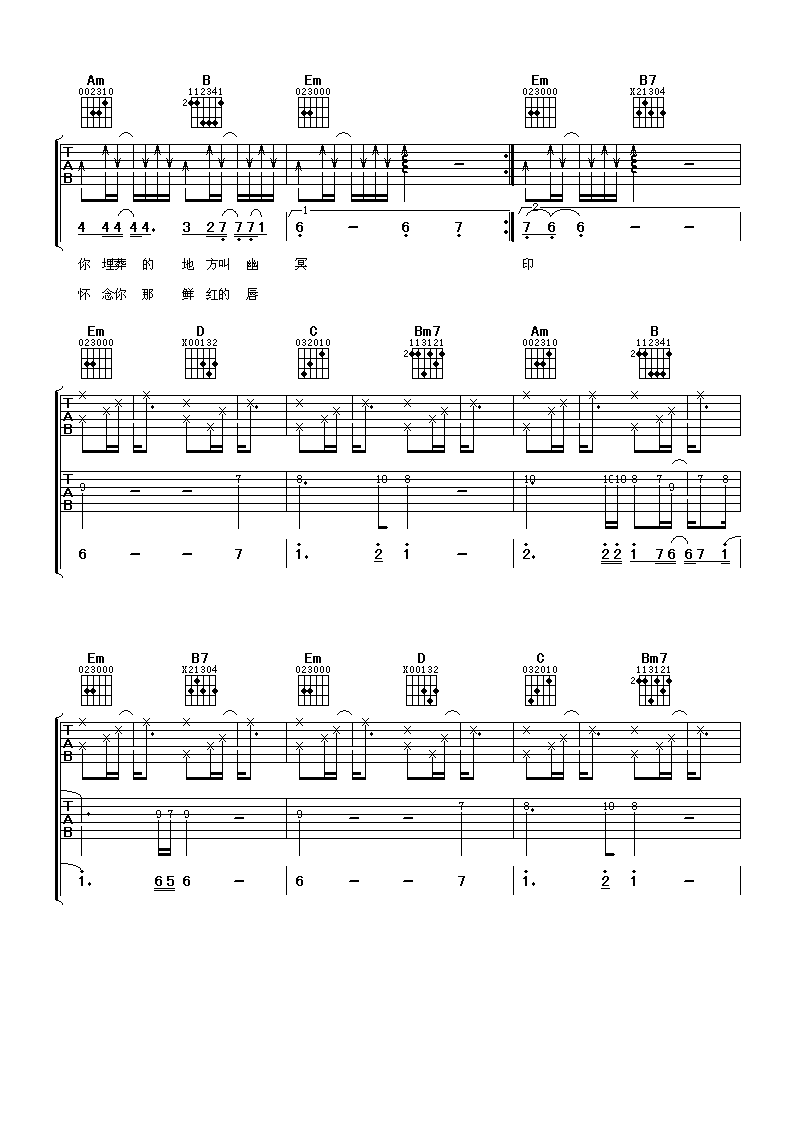 Am B Em Em B7
002310 112341 023000 023000 X21304
2
T A B
1 2
4 4 4 4 4. 3 2 7 7 7 1 6 - 6 7 7 6 6 - -
你 埋葬 的 地 方叫 幽 冥 印
怀 念你 那 鲜 红的 唇
Em D C Bm7 Am B
023000 X00132 032010 113121 002310 112341
2 2
T A B
T A B 9 - - 7 8. 10 8 - 10. 10 10 8 7 9 7 8
6 - - 7 1. 2 1 - 2. 2 2 1 7 6 6 7 1
Em B7 Em D C Bm7
023000 X21304 023000 X00132 032010 113121
2
T A B
T A B 9 7 9 - 9 - - 7 8. 10 8 -
1. 6 5 6 - 6 - - 7 1. 2 1 -